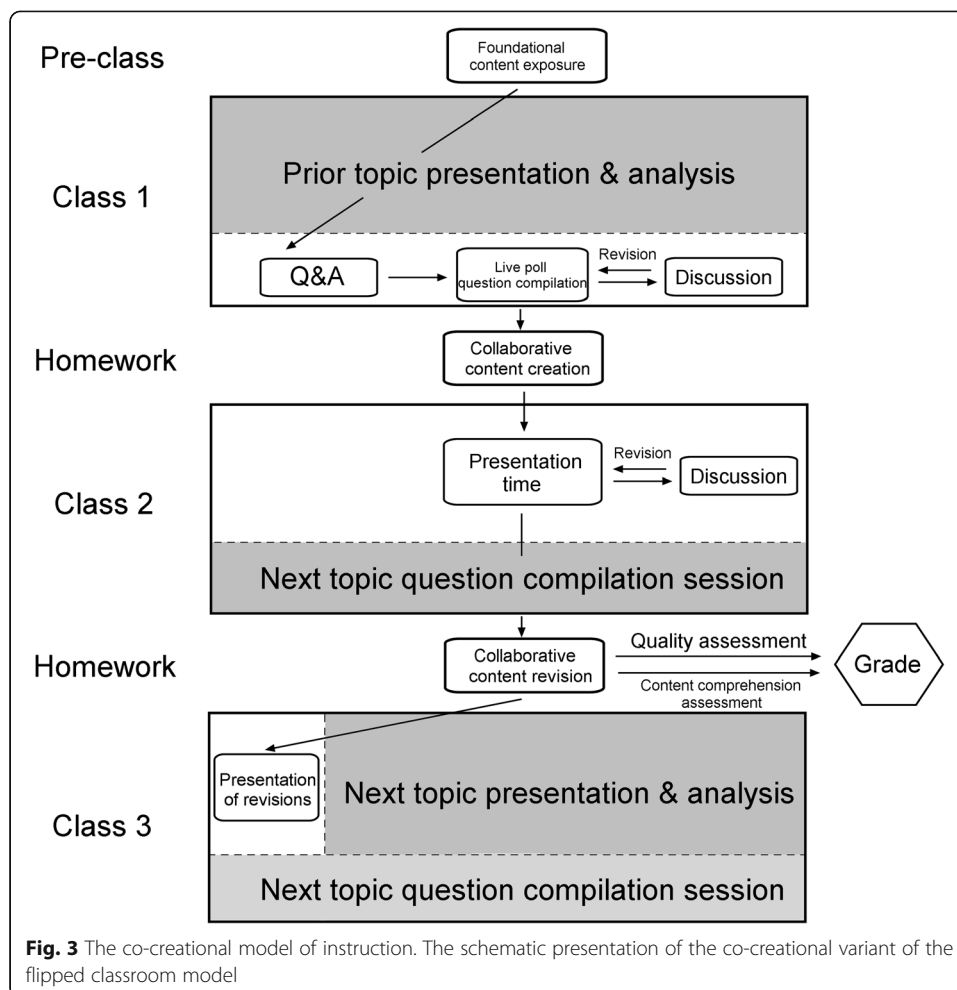 Pre-class
Foundational
content exposure
Prior topic presentation & analysis
Class 1
Q&A
Live poll
question compilation
Revision
Discussion
Homework
Collaborative
content creation
Class 2
Presentation
time
Revision
Discussion
Next topic question compilation session
Homework
Collaborative
content revision
Quality assessment
Content comprehension
assessment
Grade
Presentation
of revisions
Next topic presentation & analysis
Class 3
Next topic question compilation session
Fig. 3 The co-creational model of instruction. The schematic presentation of the co-creational variant of the
flipped classroom model